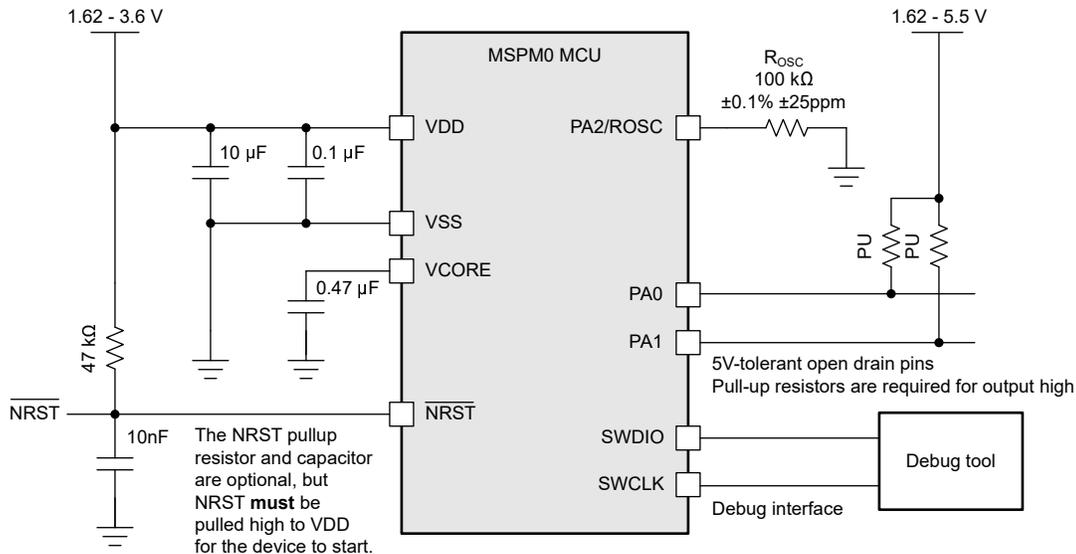 1.62 - 3.6 V
1.62 - 5.5 V
MSPM0 MCU
ROSC
100 kΩ
±0.1% ±25ppm
VDD
PA2/ROSC
10 µF
0.1 µF
VSS
VCORE
0.47 µF
PU
PU
PA0
PA1
47 kΩ
5V-tolerant open drain pins
Pull-up resistors are required for output high
NRST
NRST
10nF
The NRST pullup
resistor and capacitor
are optional, but
NRST must be
pulled high to VDD
for the device to start.
SWDIO
SWCLK
Debug tool
Debug interface